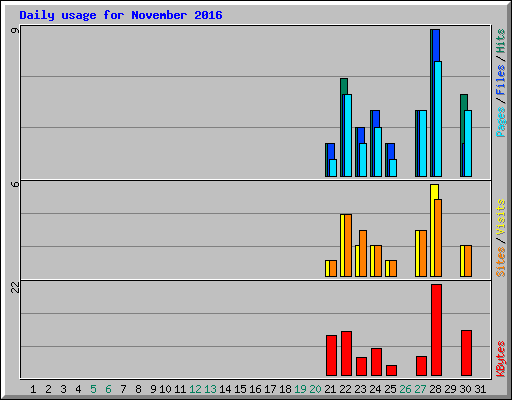 Daily usage for November 2016
9
6
22
Pages / Files / Hits
Sites / Visits
KBytes
1 2 3 4 5 6 7 8 9 10 11 12 13 14 15 16 17 18 19 20 21 22 23 24 25 26 27 28 29 30 31